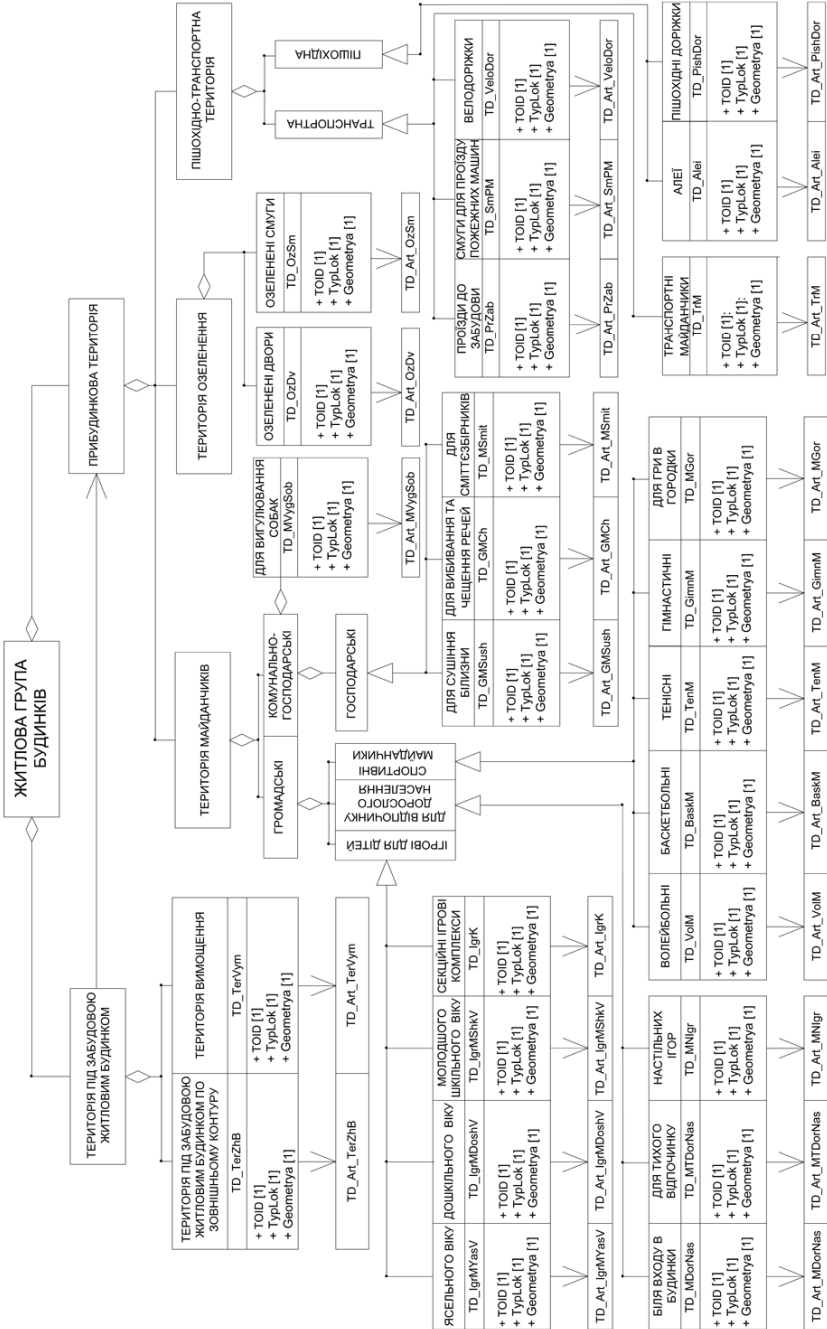 ЖИТЛОВА ГРУПА
БУДИНКІВ
ТЕРИТОРІЯ ПІД ЗАБУДОВОЮ
ЖИТЛОВИМ БУДИНКОМ
ПРИБУДИНКОВА ТЕРИТОРІЯ
ТЕРИТОРІЯ ПІД ЗАБУДОВОЮ
ЖИТЛОВИМ БУДИНКОМ ПО
ЗОВНІШНЬОМУ КОНТУРУ
TD_TerZhB
+ TOID [1]
+ TypLok [1]
+ Geometrya [1]
TD_Art_TerZhB
ТЕРИТОРІЯ ВИМОЩЕННЯ
TD_TerVym
+ TOID [1]
+ TypLok [1]
+ Geometrya [1]
TD_Art_TerVym
ТЕРИТОРІЯ МАЙДАНЧИКІВ
ТЕРИТОРІЯ ОЗЕЛЕНЕННЯ
ПІШОХІДНО-ТРАНСПОРТНА
ТЕРИТОРІЯ
ГРОМАДСЬКІ
КОМУНАЛЬНО-
ГОСПОДАРСЬКІ
ДЛЯ ВИГУЛЮВАННЯ
СОБАК
TD_MVygSob
+ TOID [1]
+ TypLok [1]
+ Geometrya [1]
TD_Art_MVygSob
ОЗЕЛЕНЕНІ ДВОРИ
TD_OzDv
+ TOID [1]
+ TypLok [1]
+ Geometrya [1]
TD_Art_OzDv
ОЗЕЛЕНЕНІ СМУГИ
TD_OzSm
+ TOID [1]
+ TypLok [1]
+ Geometrya [1]
TD_Art_OzSm
ТРАНСПОРТНА
ПІШОХІДНА
ІГРОВІ ДЛЯ ДІТЕЙ
ДЛЯ ВІДПОЧИНКУ
ДОРОСЛОГО
НАСЕЛЕННЯ
СПОРТИВНІ
МАЙДАНЧИКИ
ГОСПОДАРСЬКІ
ЯСЕЛЬНОГО ВІКУ
TD_IgrMYasV
+ TOID [1]
+ TypLok [1]
+ Geometrya [1]
TD_Art_IgrMYasV
ДОШКІЛЬНОГО ВІКУ
TD_IgrMDoshV
+ TOID [1]
+ TypLok [1]
+ Geometrya [1]
TD_Art_IgrMDoshV
МОЛОДШОГО
ШКІЛЬНОГО ВІКУ
TD_IgrMShkV
+ TOID [1]
+ TypLok [1]
+ Geometrya [1]
TD_Art_IgrMShkV
СЕКЦІЙНІ ІГРОВІ
КОМПЛЕКСИ
TD_IgrK
+ TOID [1]
+ TypLok [1]
+ Geometrya [1]
TD_Art_IgrK
ДЛЯ СУШІННЯ
БІЛИЗНИ
TD_GMSush
+ TOID [1]
+ TypLok [1]
+ Geometrya [1]
TD_Art_GMSush
ДЛЯ ВИБИВАННЯ ТА
ЧЕЩЕННЯ РЕЧЕЙ
TD_GMCh
+ TOID [1]
+ TypLok [1]
+ Geometrya [1]
TD_Art_GMCh
ДЛЯ
СМІТТЄЗБІРНИКІВ
TD_MSmit
+ TOID [1]
+ TypLok [1]
+ Geometrya [1]
TD_Art_MSmit
ПРОЇЗДИ ДО
ЗАБУДОВИ
TD_PrZab
+ TOID [1]
+ TypLok [1]
+ Geometrya [1]
TD_Art_PrZab
СМУГИ ДЛЯ ПРОЇЗДУ
ПОЖЕЖНИХ МАШИН
TD_SmPM
+ TOID [1]
+ TypLok [1]
+ Geometrya [1]
TD_Art_SmPM
ВЕЛОДОРІЖКИ
TD_VeloDor
+ TOID [1]
+ TypLok [1]
+ Geometrya [1]
TD_Art_VeloDor
БІЛЯ ВХОДУ В
БУДИНКИ
TD_MDorNas
+ TOID [1]
+ TypLok [1]
+ Geometrya [1]
TD_Art_MDorNas
ДЛЯ ТИХОГО
ВІДПОЧИНКУ
TD_MTDorNas
+ TOID [1]
+ TypLok [1]
+ Geometrya [1]
TD_Art_MTDorNas
НАСТІЛЬНИХ
ІГОР
TD_MNIgr
+ TOID [1]
+ TypLok [1]
+ Geometrya [1]
TD_Art_MNIgr
ВОЛЕЙБОЛЬНІ
TD_VolM
+ TOID [1]
+ TypLok [1]
+ Geometrya [1]
TD_Art_VolM
БАСКЕТБОЛЬНІ
TD_BaskM
+ TOID [1]
+ TypLok [1]
+ Geometrya [1]
TD_Art_BaskM
ТЕНІСНІ
TD_TenM
+ TOID [1]
+ TypLok [1]
+ Geometrya [1]
TD_Art_TenM
ГІМНАСТИЧНІ
TD_GimnM
+ TOID [1]
+ TypLok [1]
+ Geometrya [1]
TD_Art_GimnM
ДЛЯ ГРИ В
ГОРОДКИ
TD_MGor
+ TOID [1]
+ TypLok [1]
+ Geometrya [1]
TD_Art_MGor
ТРАНСПОРТНІ
МАЙДАНЧИКИ
TD_TrM
+ TOID [1]:
+ TypLok [1]:
+ Geometrya [1]
TD_Art_TrM
АЛЕЇ
TD_Alei
+ TOID [1]
+ TypLok [1]
+ Geometrya [1]
TD_Art_Alei
ПІШОХІДНІ ДОРІЖКИ
TD_PishDor
+ TOID [1]
+ TypLok [1]
+ Geometrya [1]
TD_Art_PishDor